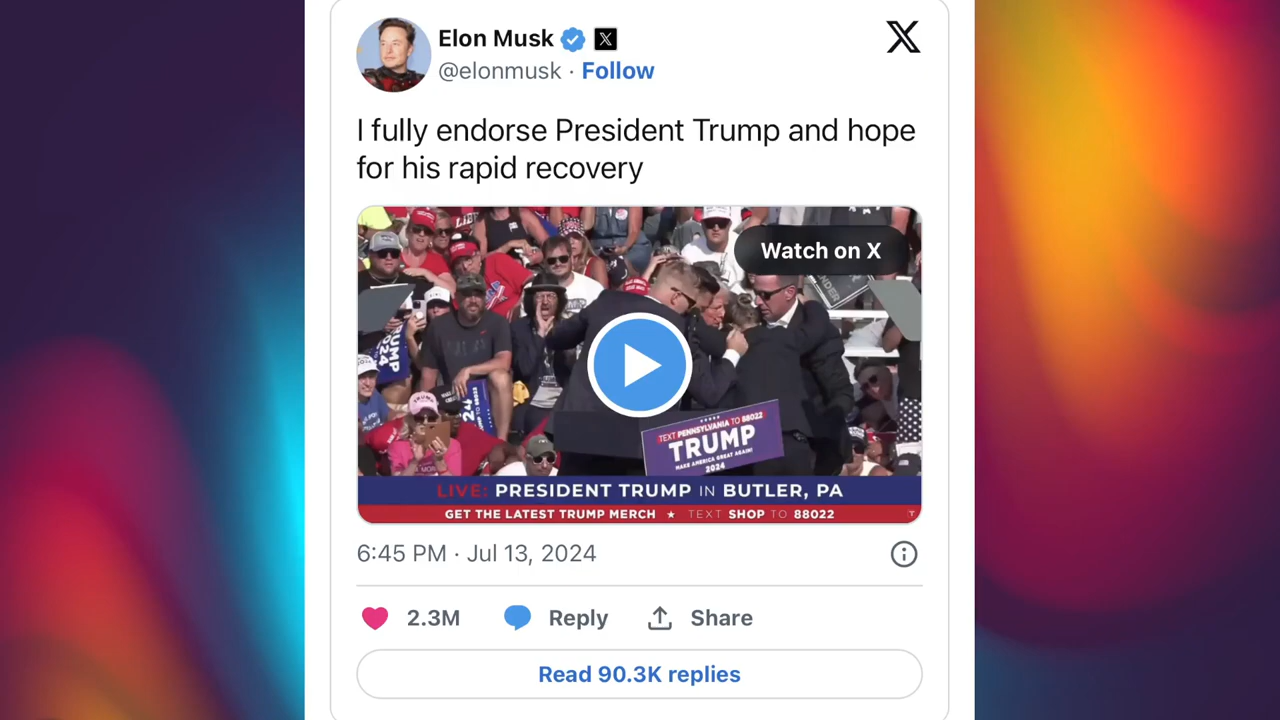 Elon Musk
@elonmusk · Follow
I fully endorse President Trump and hope
for his rapid recovery
Watch on X
TRUMP
2024
TEXT PENNSYLVANIA TO 88022
TRUMP
MAKE AMERICA GREAT AGAIN!
2024
LIVE: PRESIDENT TRUMP IN BUTLER, PA
GET THE LATEST TRUMP MERCH ★ TEXT SHOP TO 88022
6:45 PM · Jul 13, 2024
2.3M Reply Share
Read 90.3K replies